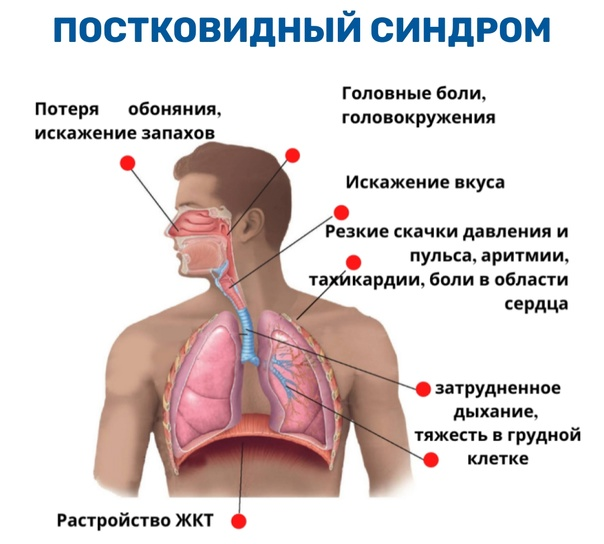 ПОСТКОВИДНЫЙ СИНДРОМ
Потеря обоняния,
искажение запахов
Головные боли,
головокружения
Искажение вкуса
Резкие скачки давления и
пульса, аритмии,
тахикардии, боли в области
сердца
затрудненное
дыхание,
тяжесть в грудной
клетке
Растройство ЖКТ